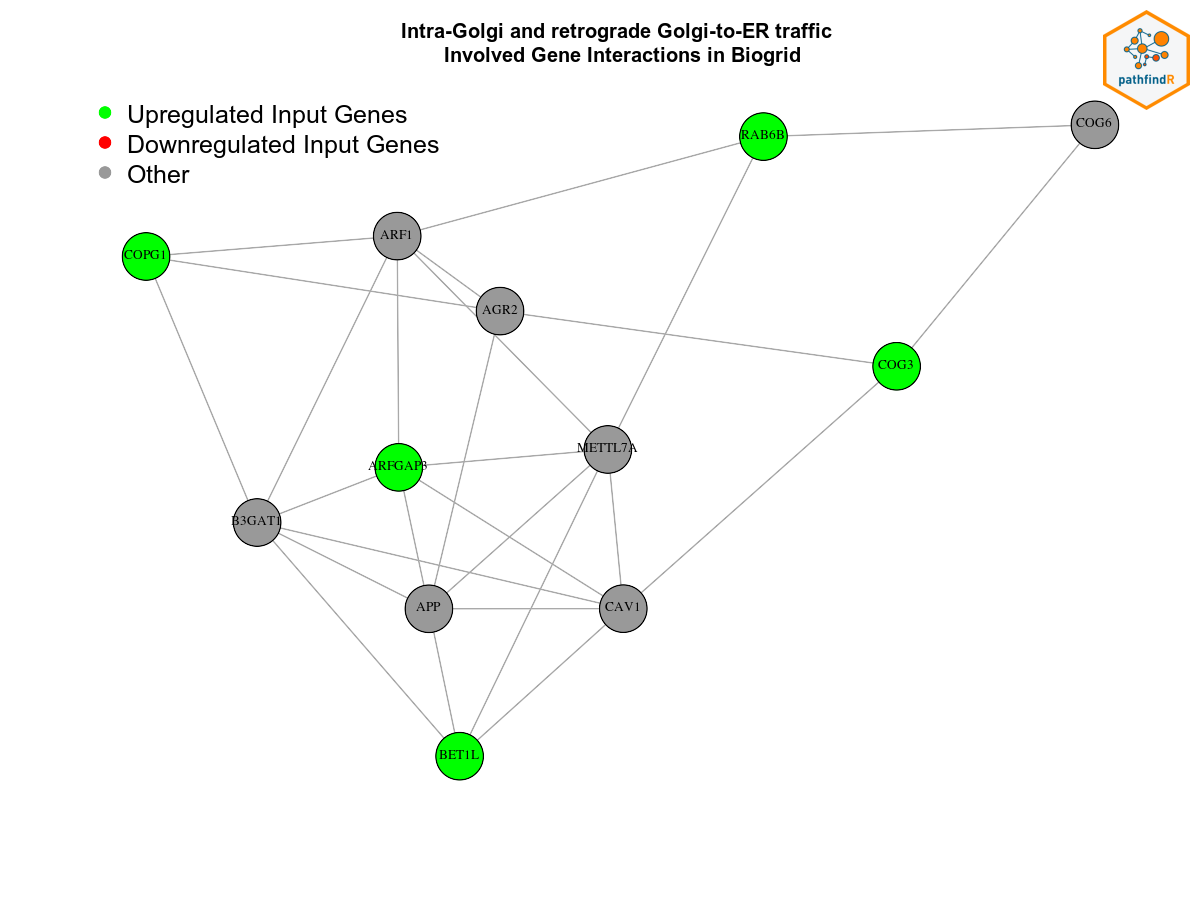 Intra-Golgi and retrograde Golgi-to-ER traffic
Involved Gene Interactions in Biogrid
pathfindR
Upregulated Input Genes
Downregulated Input Genes
Other
RAB6B
COG6
ARF1
COPG1
AGR2
COG3
METTL7A
ARFGAP3
B3GAT1
APP
CAV1
BET1L